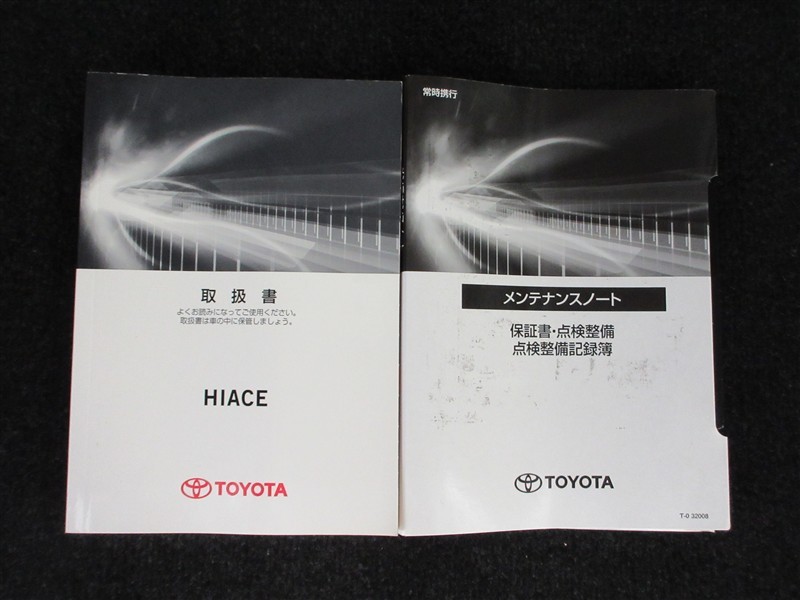 取扱書
よくお読みになってご使用ください。
取扱書は車の中に保管しましょう。
HIACE
TOYOTA
常時携行
メンテナンスノート
保証書・点検整備
点検整備記録簿
TOYOTA
T-0 32008